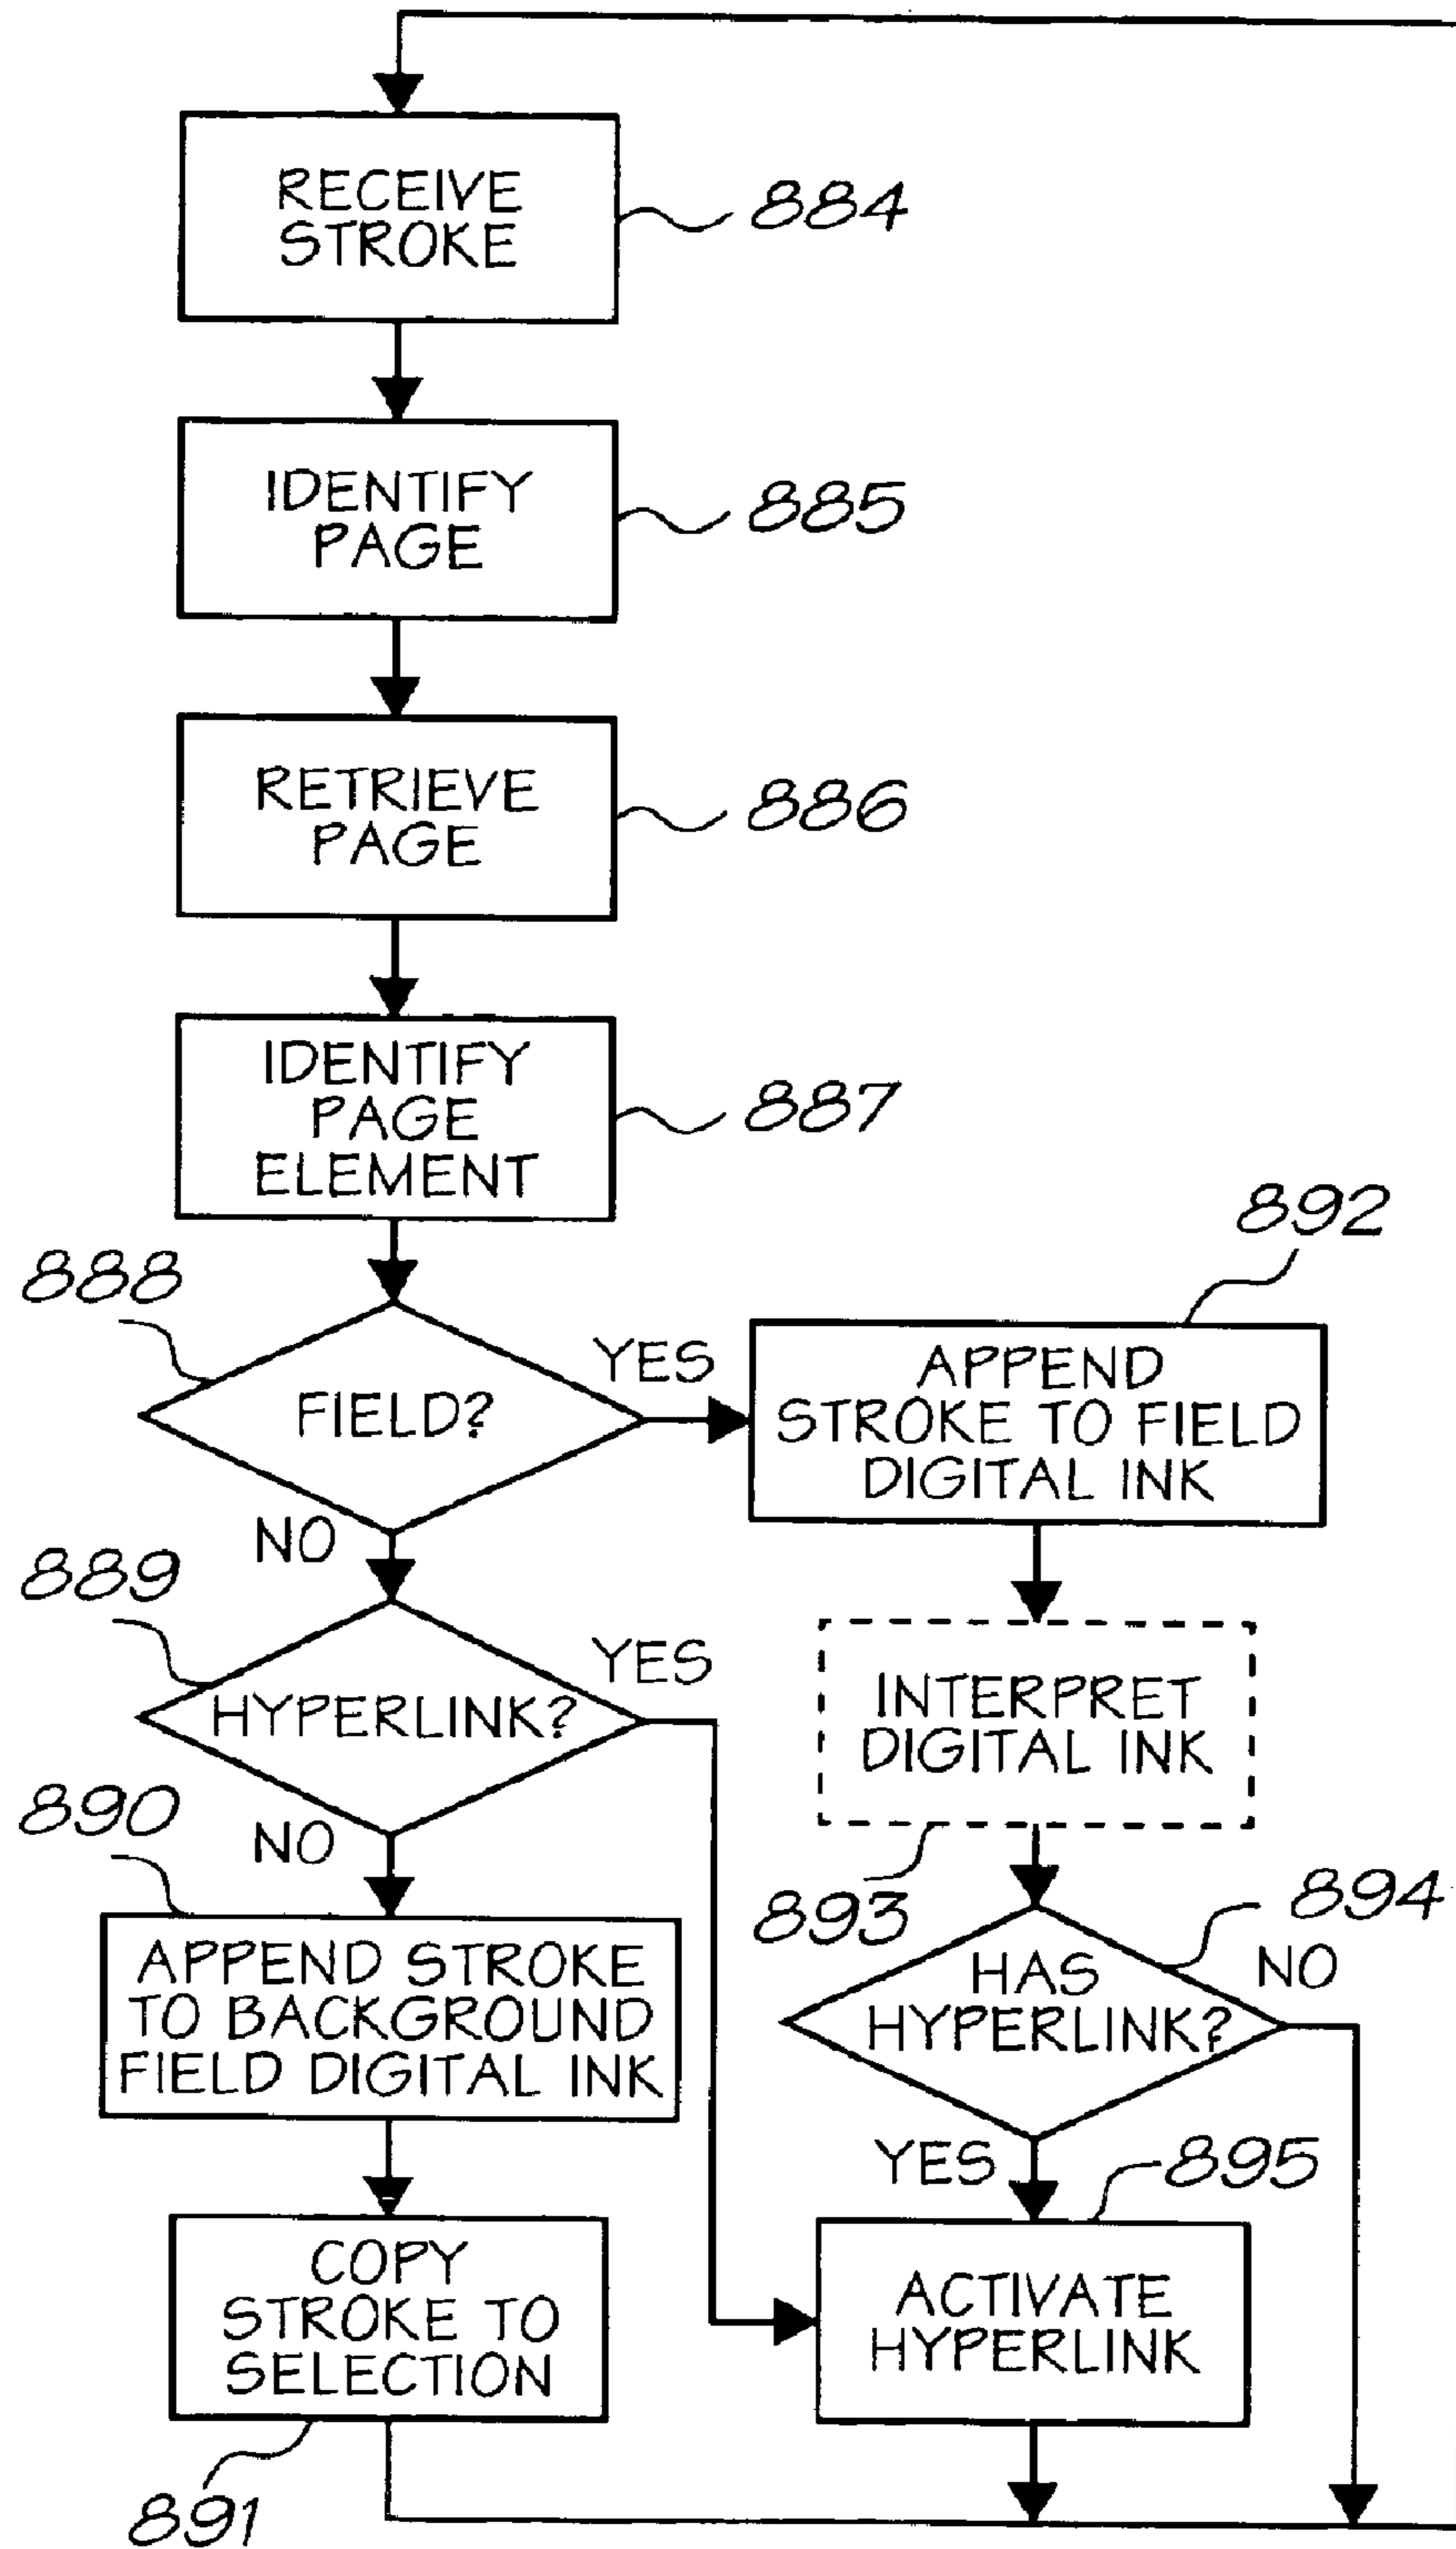 RECEIVE
STROKE
884
IDENTIFY
PAGE
885
RETRIEVE
PAGE
886
IDENTIFY
PAGE
ELEMENT
887
888
FIELD?
YES
NO
892
APPEND
STROKE TO FIELD
DIGITAL INK
889
HYPERLINK?
YES
NO
INTERPRET
DIGITAL INK
893
890
APPEND STROKE
TO BACKGROUND
FIELD DIGITAL INK
894
HAS
HYPERLINK?
NO
YES
895
COPY
STROKE TO
SELECTION
891
ACTIVATE
HYPERLINK